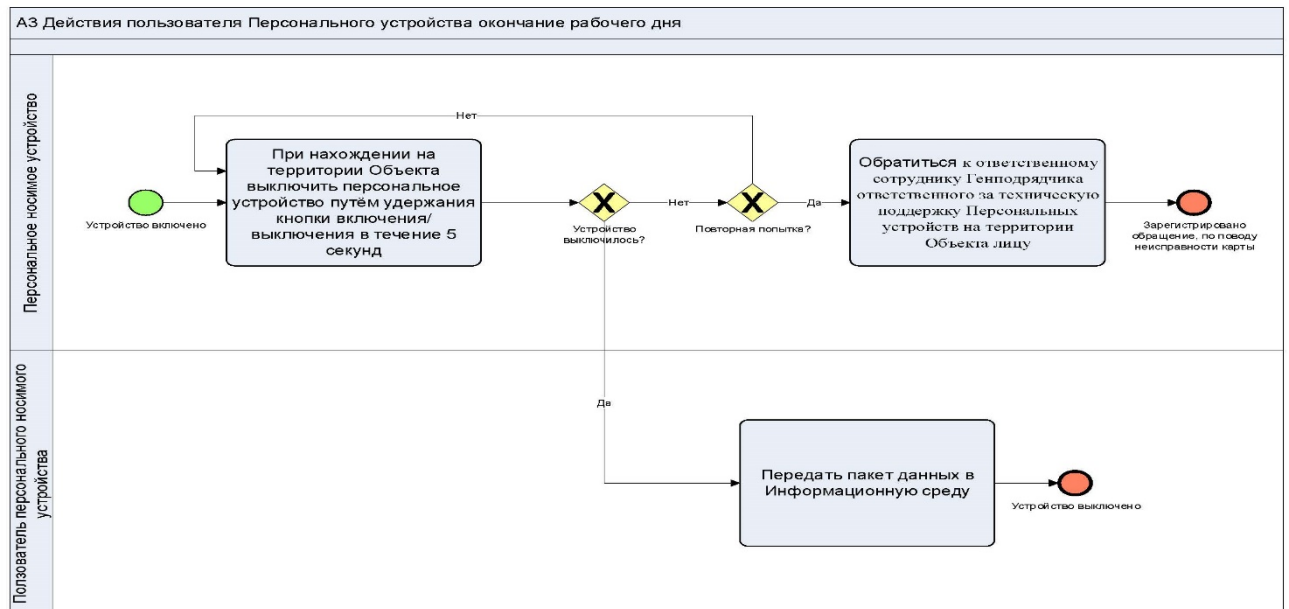 А3 Действия пользователя Персонального устройства окончание рабочего дня
Персональное носимое устройство
Нет
При нахождении на
территории Объекта
выключить персональное
устройство путём удержания
кнопки включения/
выключения в течение 5
секунд
Устройство включено
Устройство
выключилось?
Нет
Повторная попытка?
Да
Обратиться к ответственному
сотруднику Генподрядчика
ответственного за техническую
поддержку Персональных
устройств на территории
Объекта лицу
Зарегистрировано
обращение, по поводу
неисправности карты
Ползователь персонального носимого
устройства
Да
Передать пакет данных в
Информационную среду
Устройство выключено